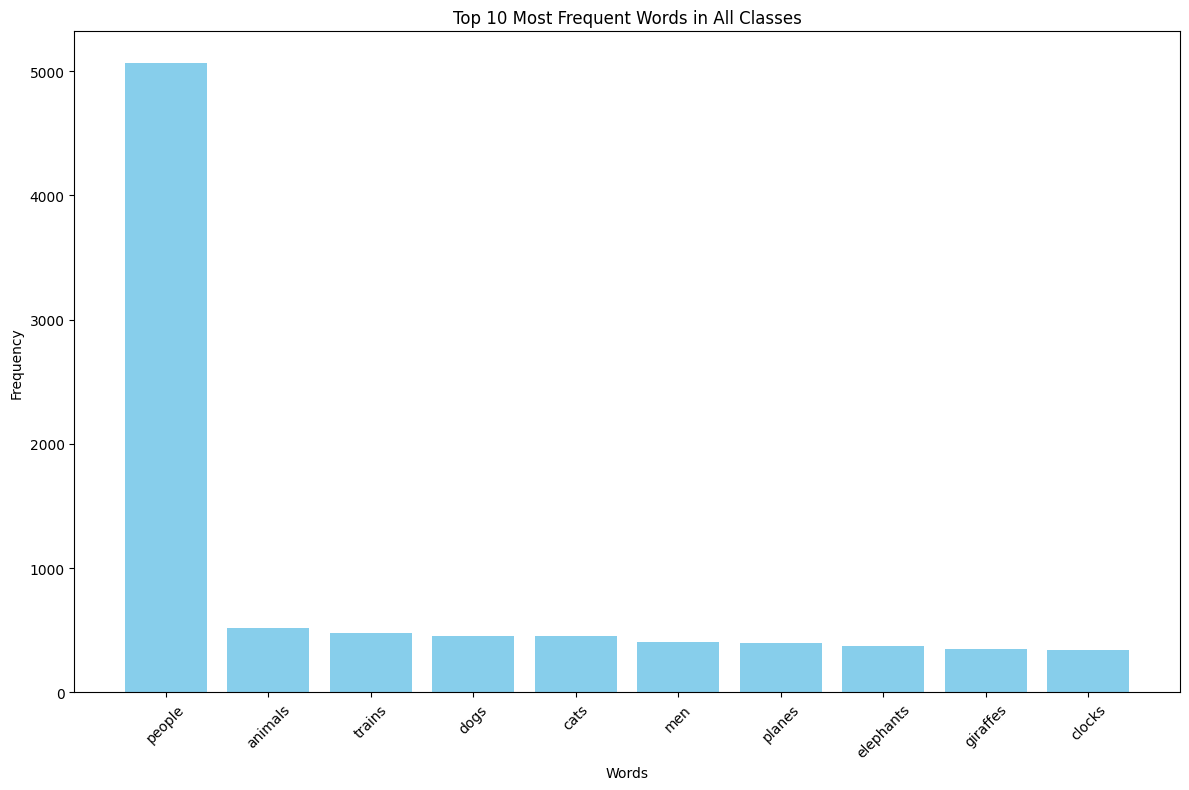 Top 10 Most Frequent Words in All Classes
5000
4000
3000
2000
1000
0
Frequency
people
animals
trains
dogs
cats
men
planes
elephants
giraffes
clocks
Words